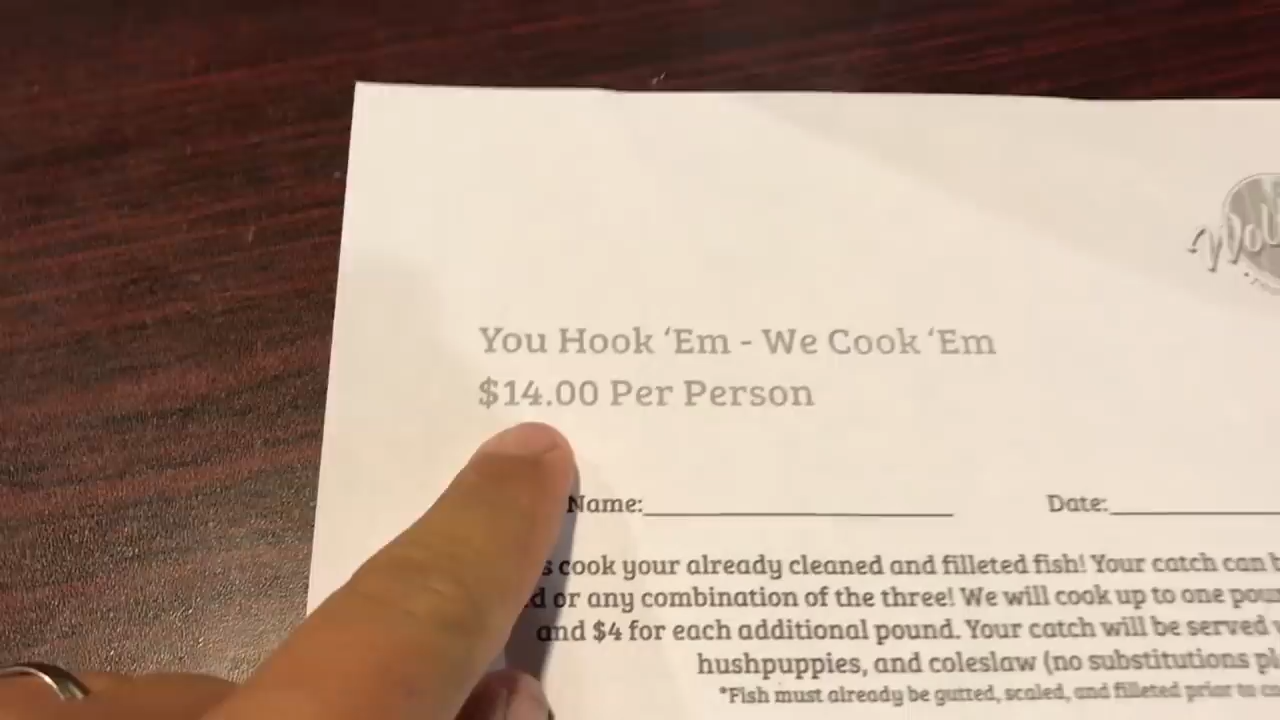 You Hook ‘Em - We Cook ‘Em
$14.00 Per Person
Name: Date:
cook your already cleaned and filleted fish! Your catch can
or any combination of the three! We will cook up to one
and $4 for each additional pound. Your catch will be served
hushpuppies, and coleslaw (no substitutions
*Fish must already be gutted, scaled, and filleted prior to